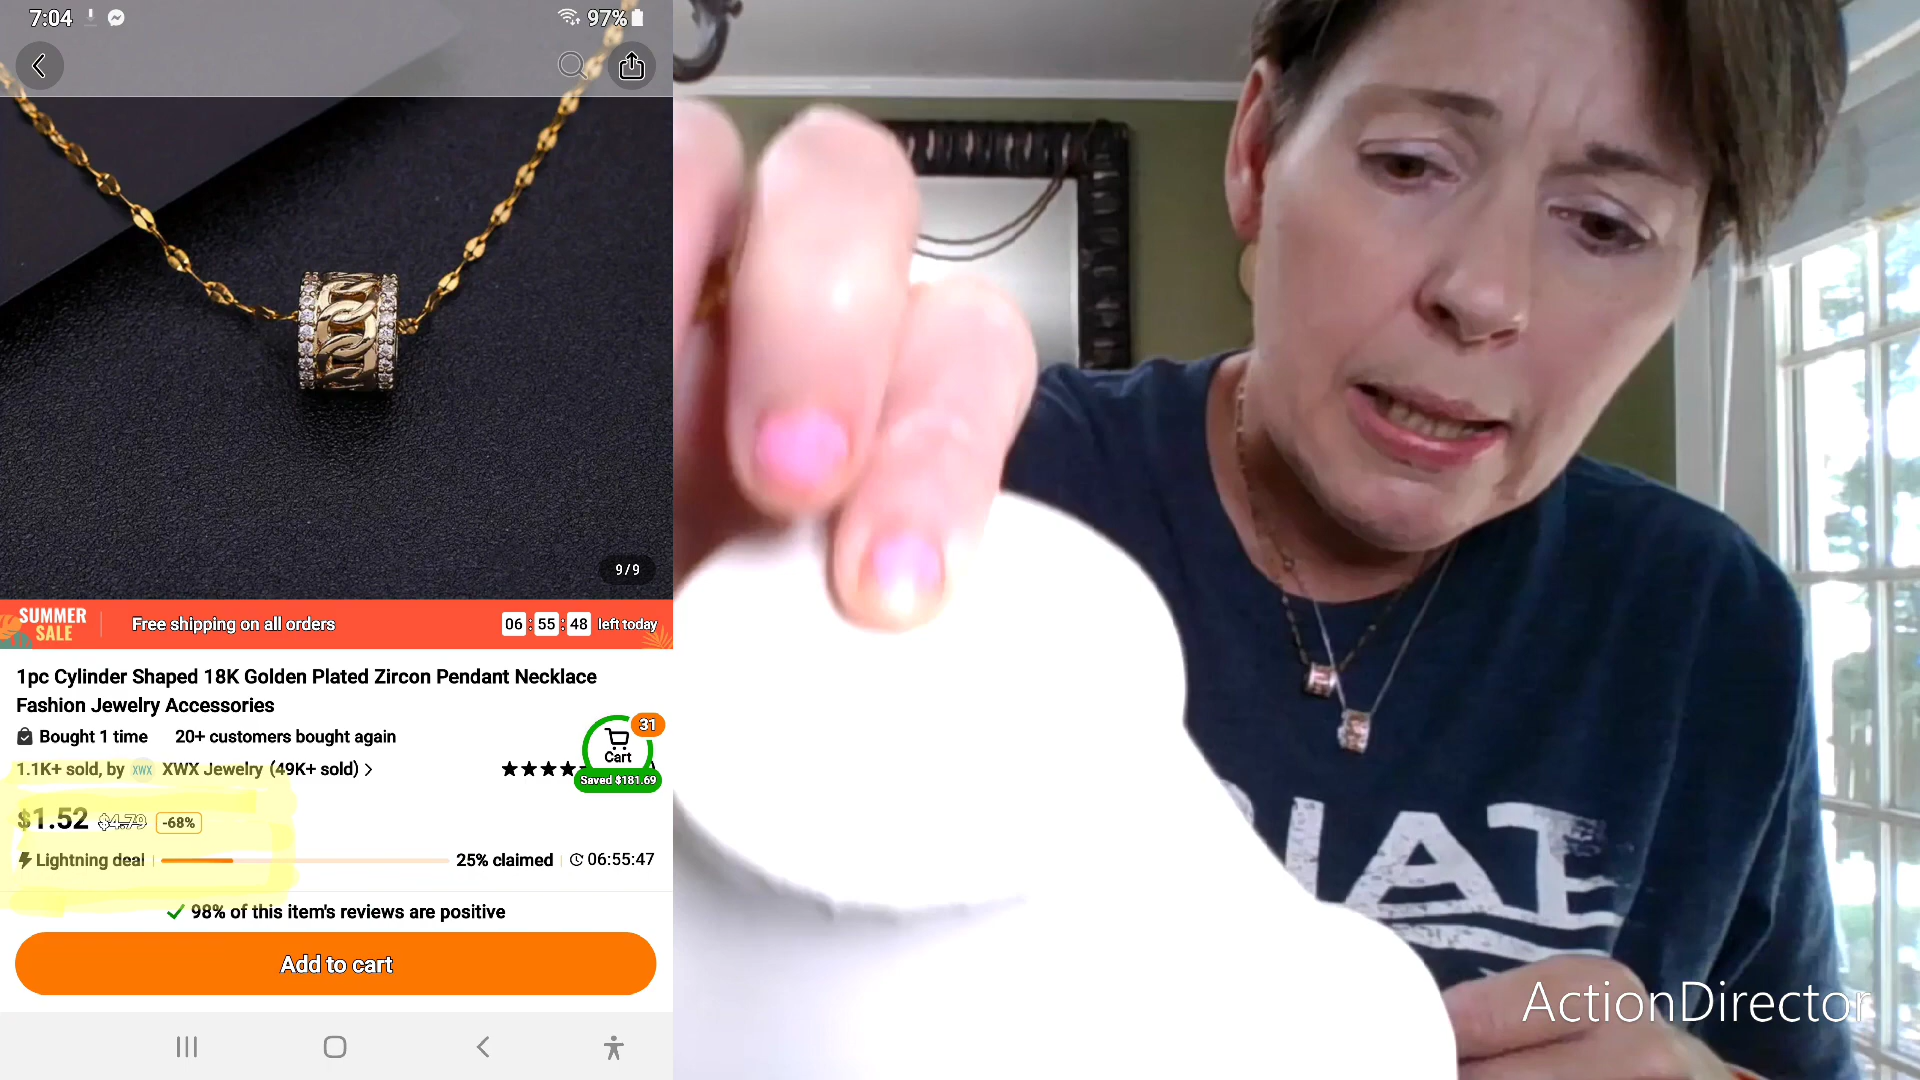 7:04
97%
9/9
SUMMER
SALE
Free shipping on all orders
06 : 55 : 48 left today
1pc Cylinder Shaped 18K Golden Plated Zircon Pendant Necklace
Fashion Jewelry Accessories
Bought 1 time 20+ customers bought again
31
Cart
Saved $181.69
1.1K+ sold, by XWX XWX Jewelry (49K+ sold) >
$1.52 $4.79 -68%
Lightning deal 25% claimed 06:55:47
98% of this item's reviews are positive
Add to cart
ActionDirector